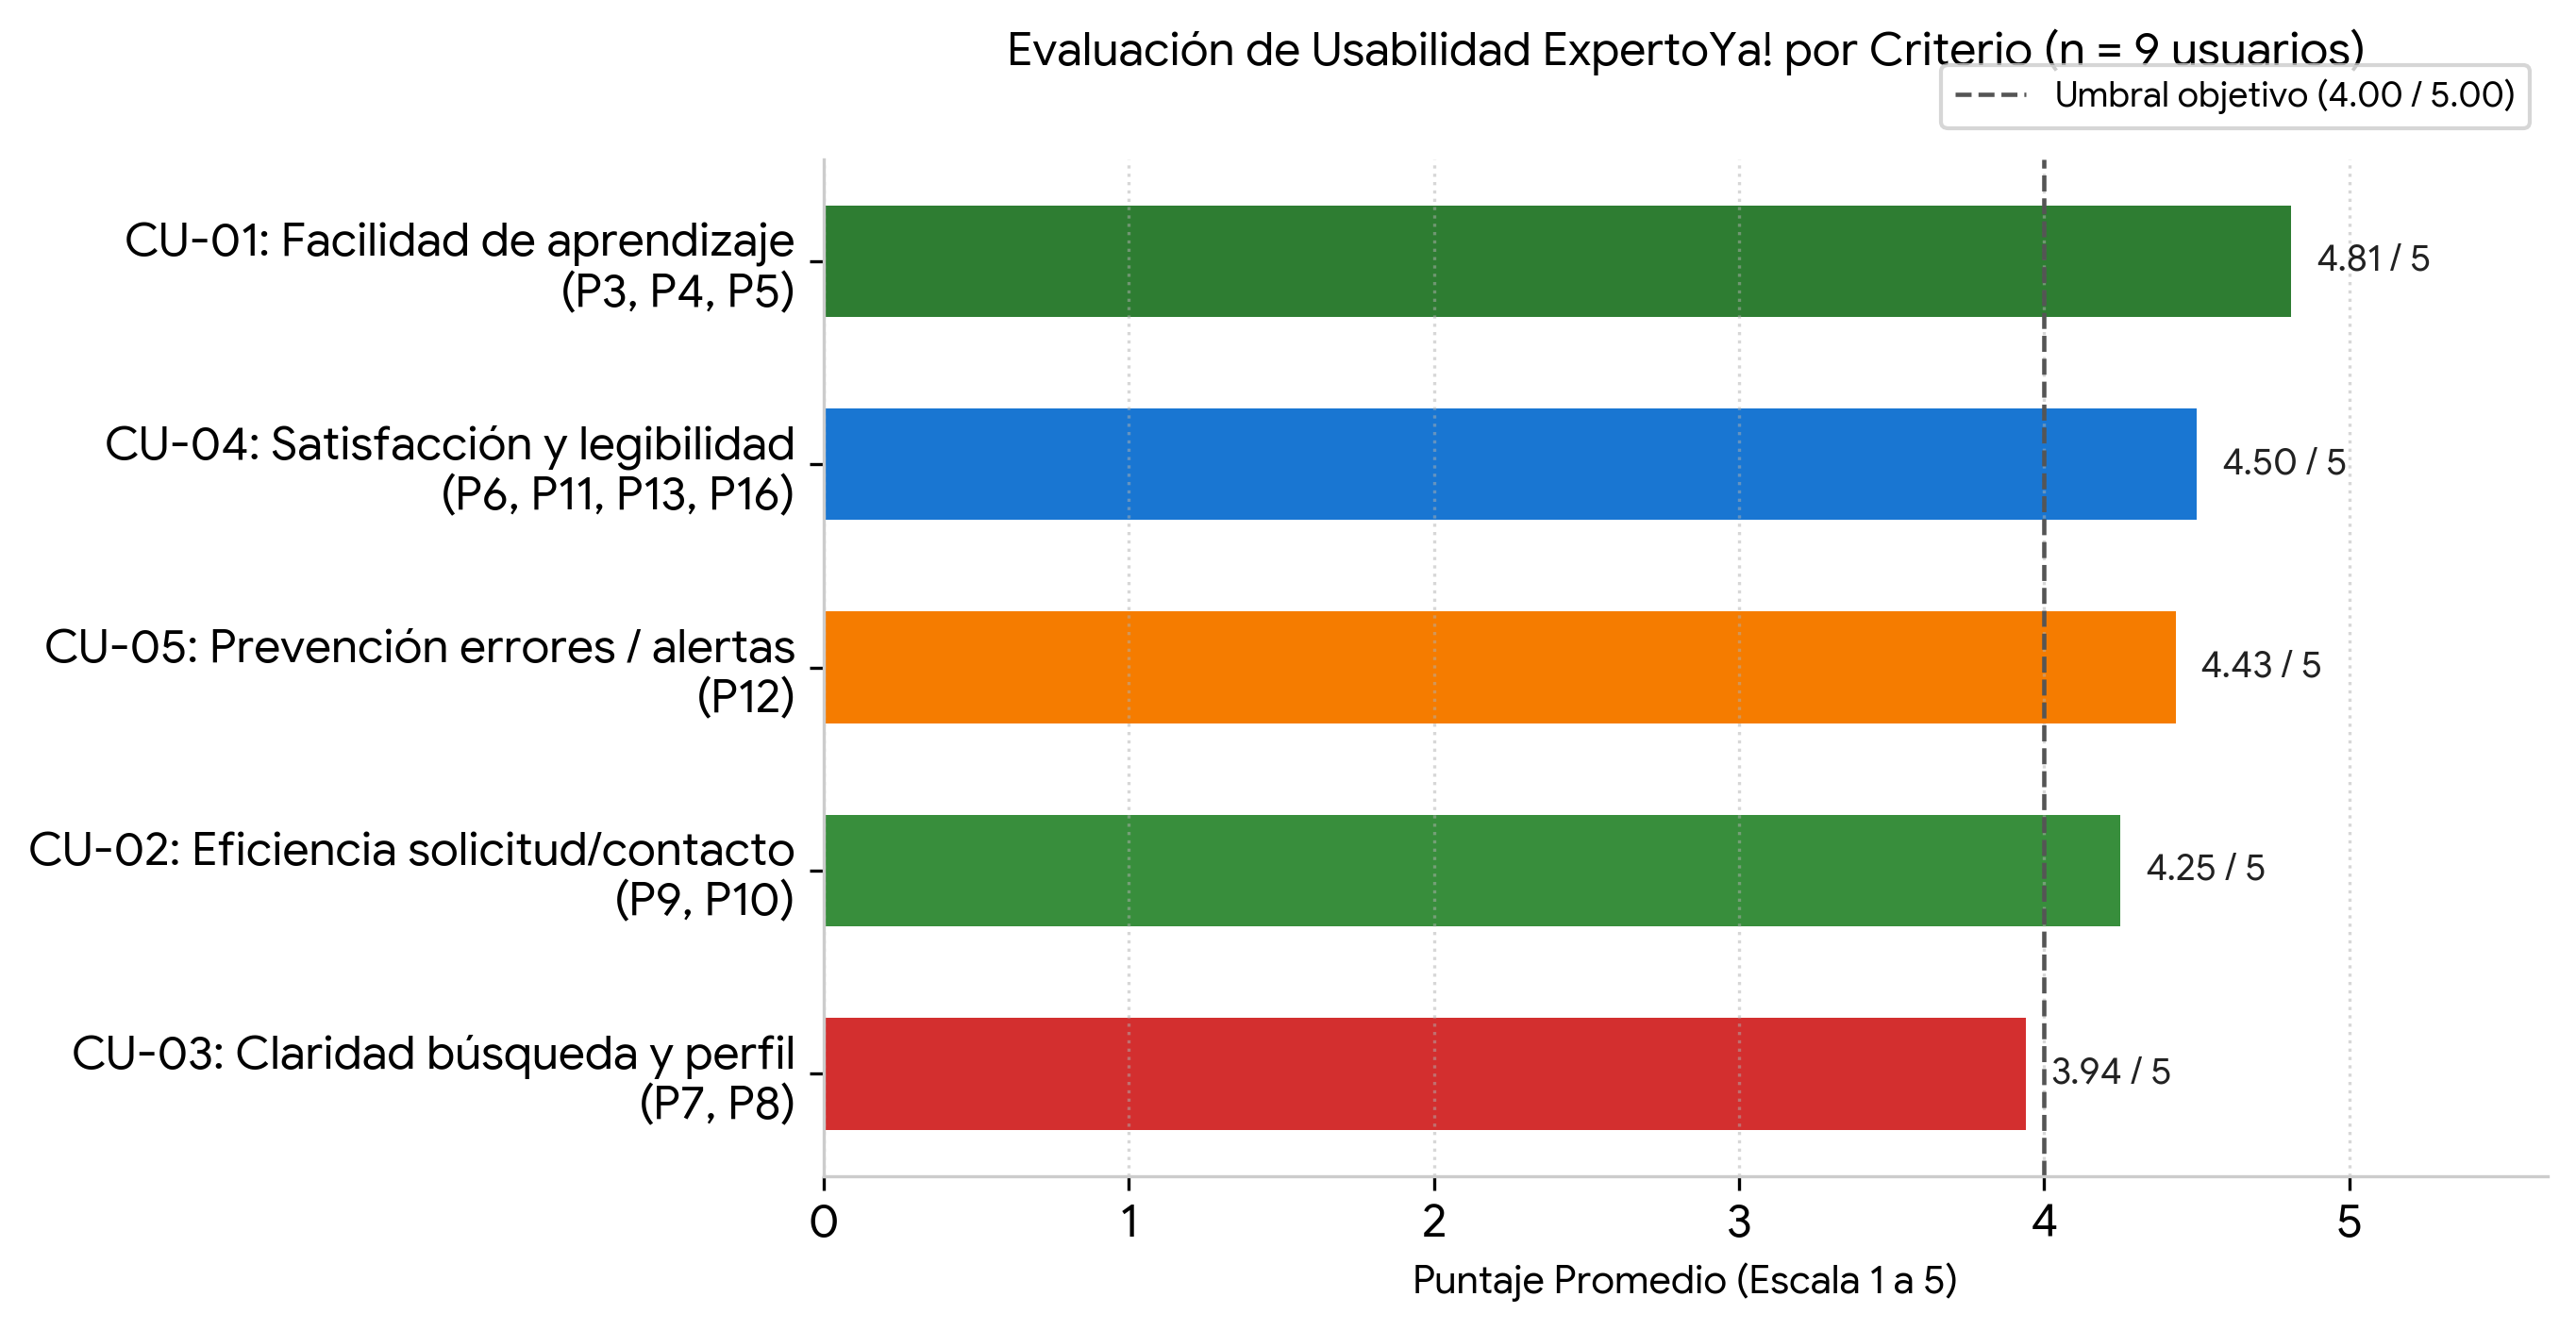 Evaluación de Usabilidad ExpertoYa! por Criterio (n = 9 usuarios)
Umbral objetivo (4.00 / 5.00)
CU-01: Facilidad de aprendizaje
(P3, P4, P5)
4.81 / 5
CU-04: Satisfacción y legibilidad
(P6, P11, P13, P16)
4.50 / 5
CU-05: Prevención errores / alertas
(P12)
4.43 / 5
CU-02: Eficiencia solicitud/contacto
(P9, P10)
4.25 / 5
CU-03: Claridad búsqueda y perfil
(P7, P8)
3.94 / 5
0 1 2 3 4 5
Puntaje Promedio (Escala 1 a 5)